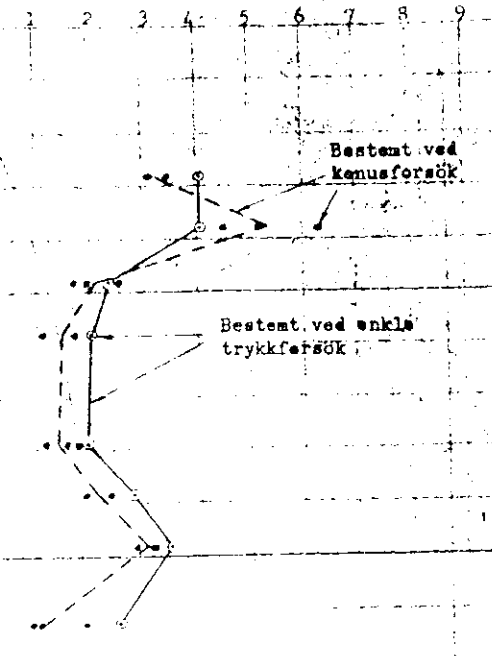 1 2 3 4 5 6 7 8 9
Bestemt ved
konusforsök
Bestemt ved enkle
trykkforsök